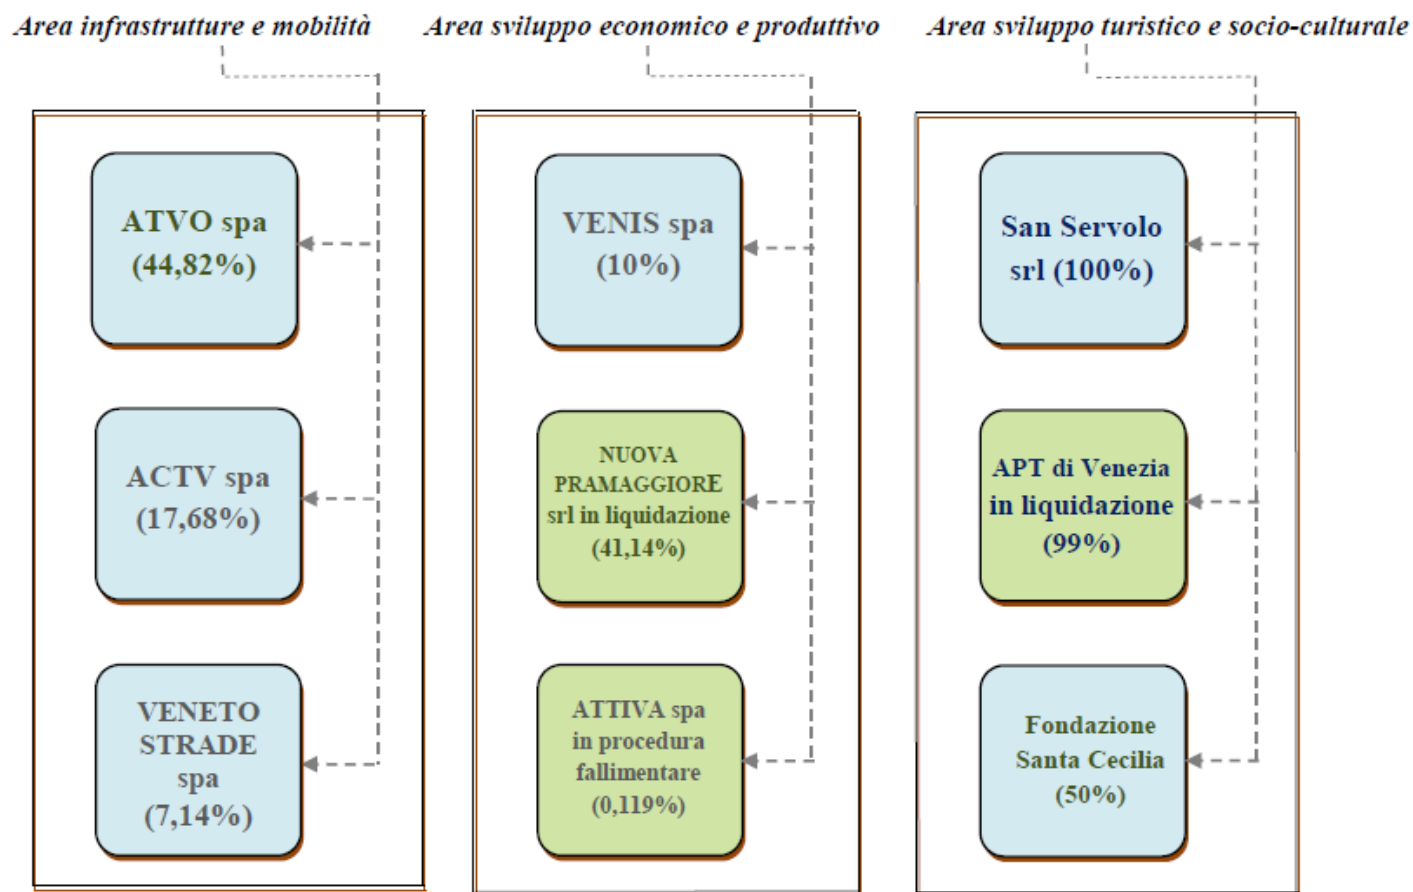 Area infrastrutture e mobilità
ATVO spa
(44,82%)
ACTV spa
(17,68%)
VENETO
STRADE
spa
(7,14%)
Area sviluppo economico e produttivo
VENIS spa
(10%)
NUOVA
PRAMAGGIORE
srl in liquidazione
(41,14%)
ATTIVA spa
in procedura
fallimentare
(0,119%)
Area sviluppo turistico e socio-culturale
San Servolo
srl (100%)
APT di Venezia
in liquidazione
(99%)
Fondazione
Santa Cecilia
(50%)